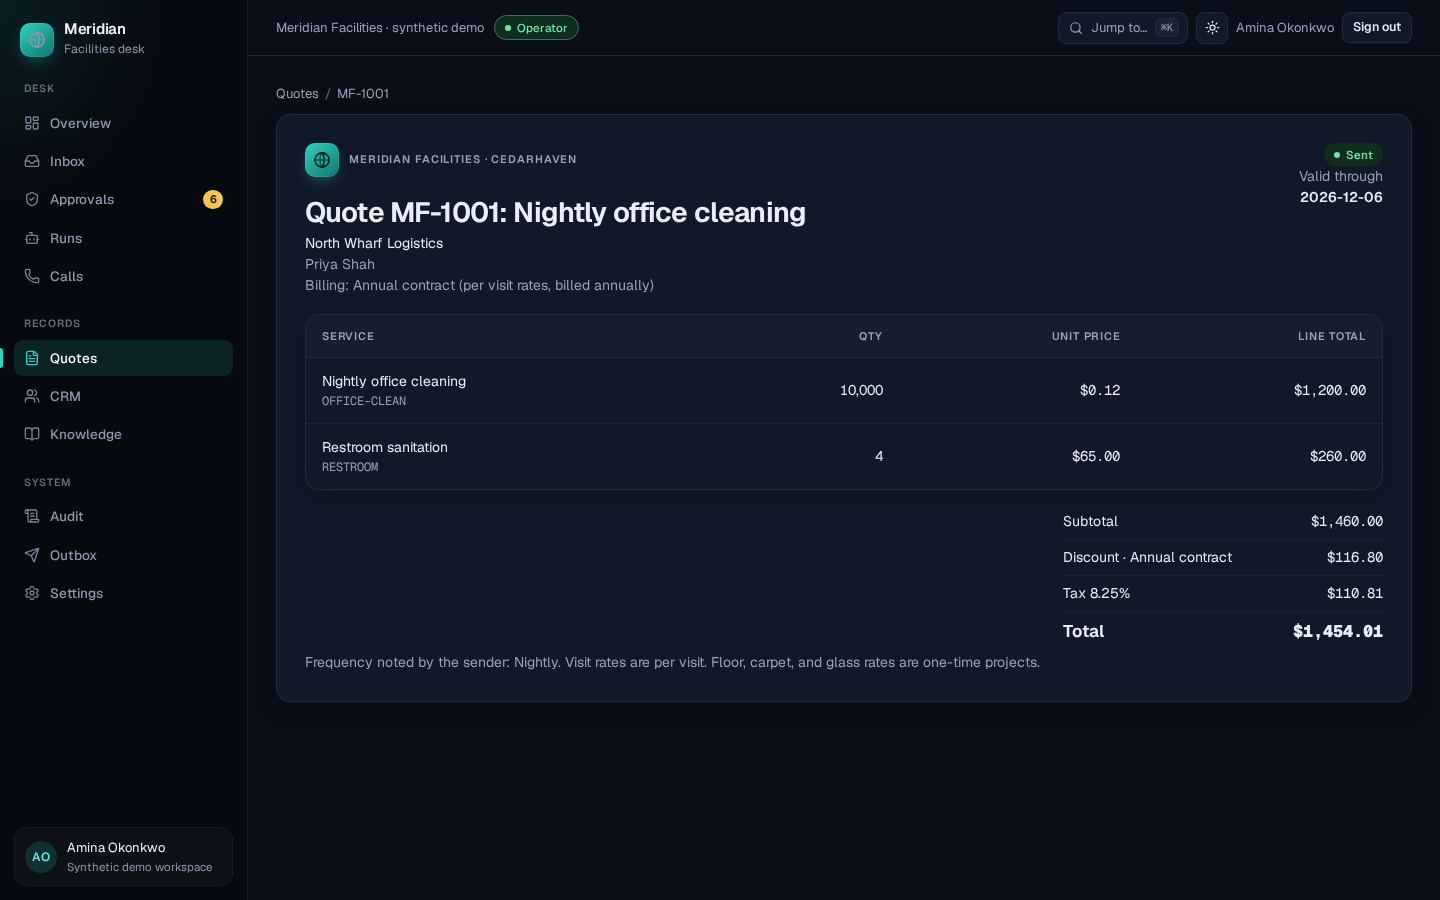 Meridian
Facilities desk
DESK
Overview
Inbox
Approvals 6
Runs
Calls
RECORDS
Quotes
CRM
Knowledge
SYSTEM
Audit
Outbox
Settings
AO
Amina Okonkwo
Synthetic demo workspace
Meridian Facilities · synthetic demo Operator Jump to... ⌘K Amina Okonkwo Sign out
Quotes / MF-1001
MERIDIAN FACILITIES · CEDARHAVEN
Sent
Valid through
2026-12-06
Quote MF-1001: Nightly office cleaning
North Wharf Logistics
Priya Shah
Billing: Annual contract (per visit rates, billed annually)
SERVICE QTY UNIT PRICE LINE TOTAL
Nightly office cleaning 10,000 $0.12 $1,200.00
OFFICE-CLEAN
Restroom sanitation 4 $65.00 $260.00
RESTROOM
Subtotal $1,460.00
Discount · Annual contract $116.80
Tax 8.25% $110.81
Total $1,454.01
Frequency noted by the sender: Nightly. Visit rates are per visit. Floor, carpet, and glass rates are one-time projects.